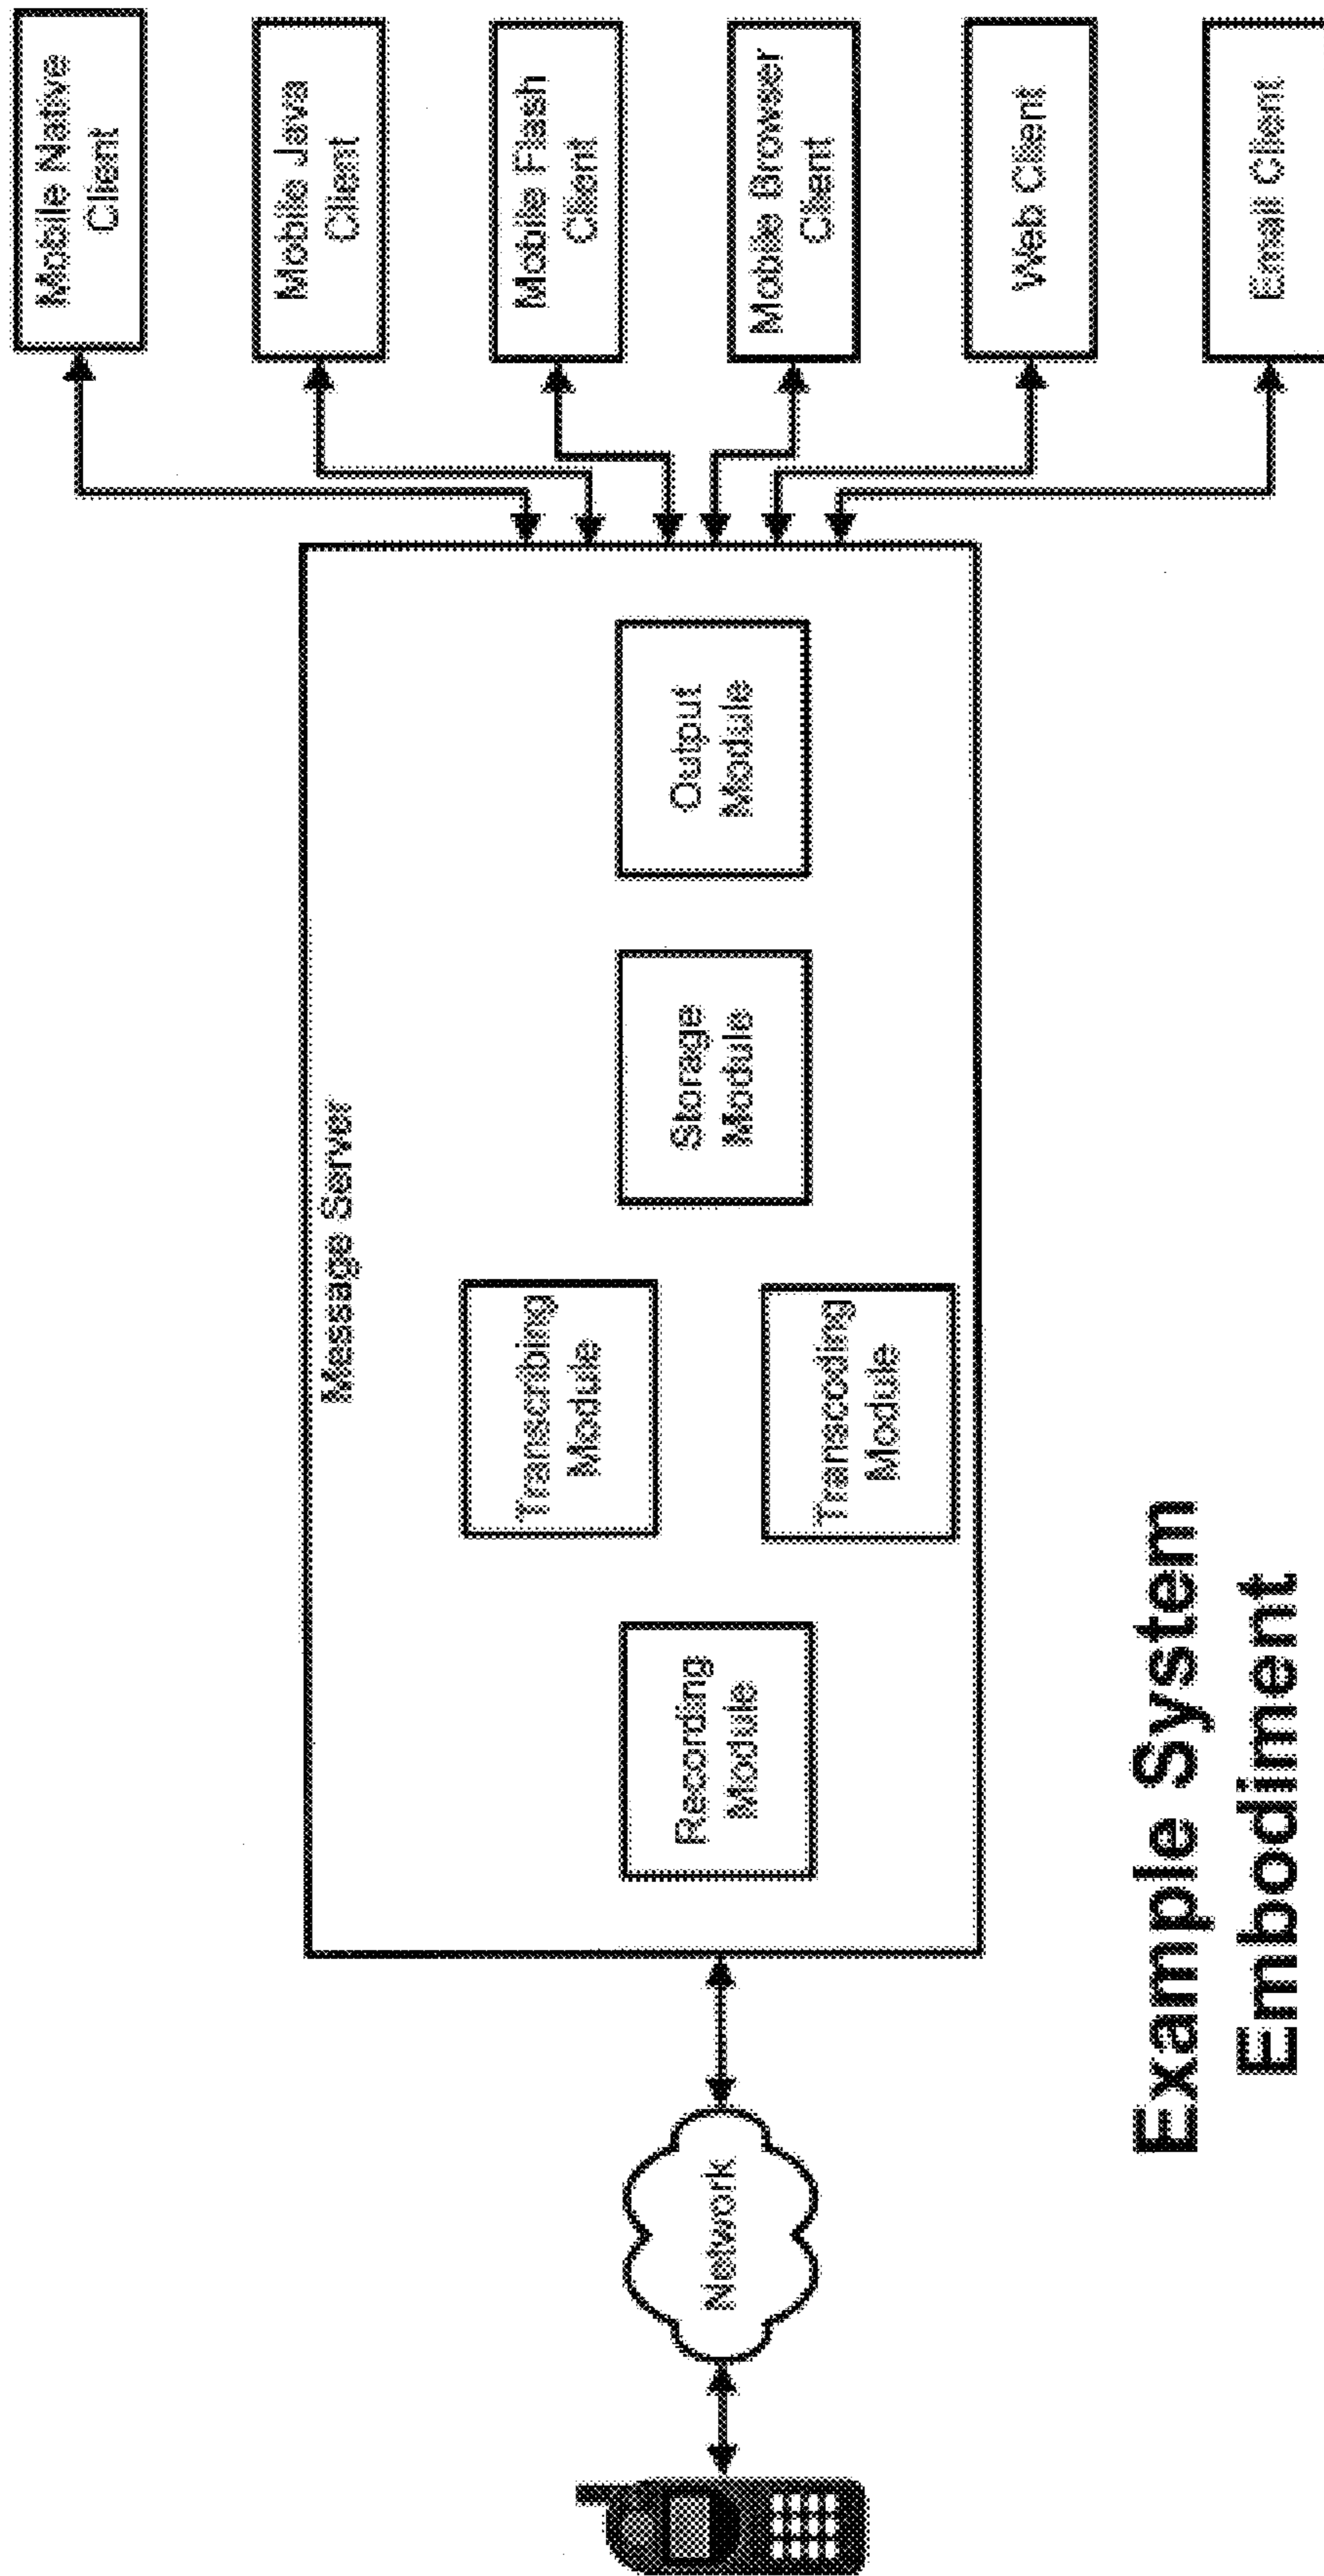 Network
Message Server
Recording
Module
Transcribing
Module
Transcoding
Module
Storage
Module
Output
Module
Mobile Native
Client
Mobile Java
Client
Mobile Flash
Client
Mobile Browser
Client
Web Client
Email Client
Example System
Embodiment